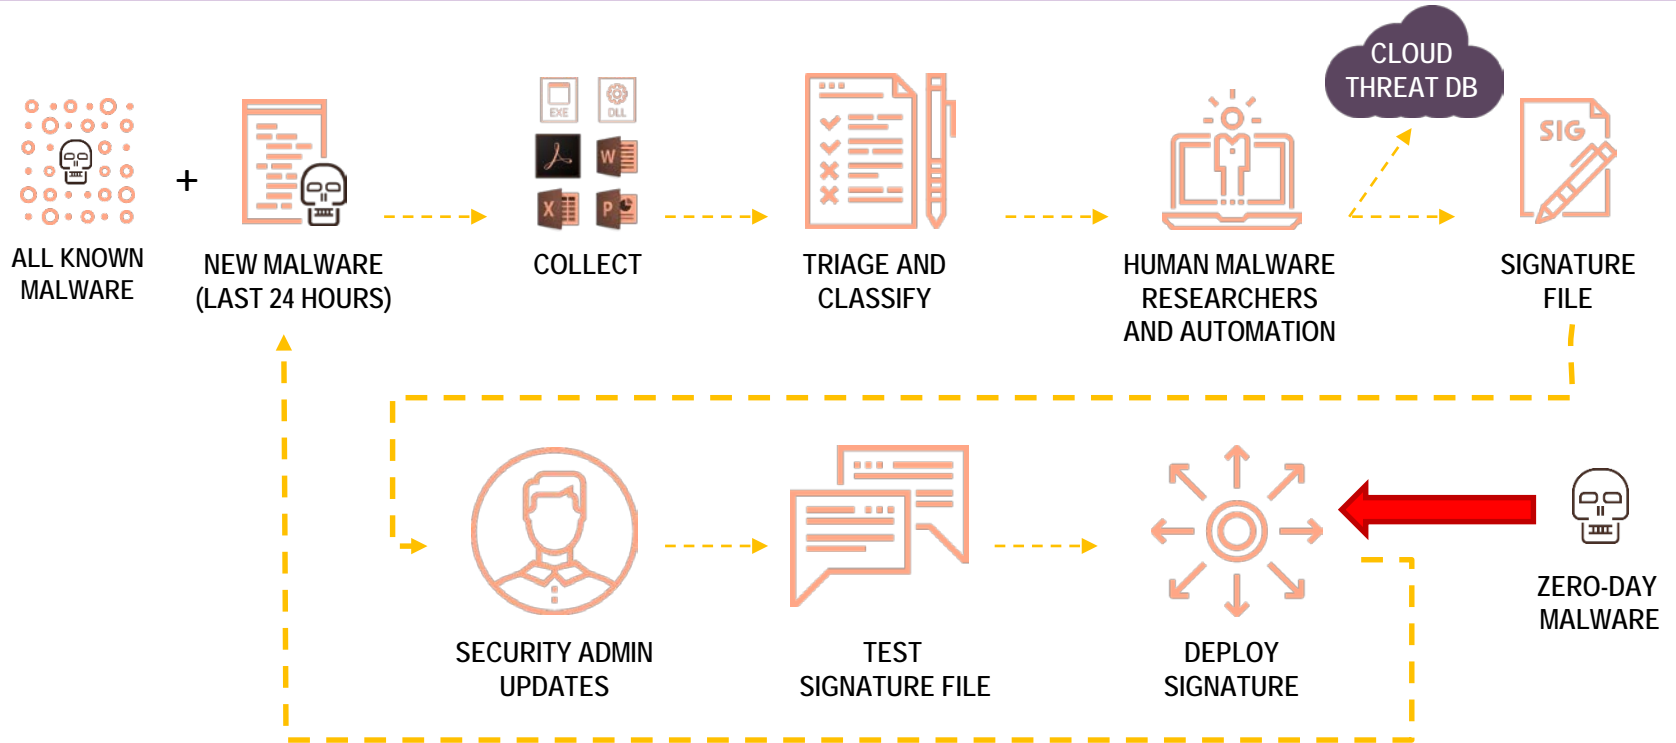 CLOUD
THREAT DB
EXE
DLL
W
X
P
SIG
+
ALL KNOWN
MALWARE
NEW MALWARE
(LAST 24 HOURS)
COLLECT
TRIAGE AND
CLASSIFY
HUMAN MALWARE
RESEARCHERS
AND AUTOMATION
SIGNATURE
FILE
SECURITY ADMIN
UPDATES
TEST
SIGNATURE FILE
DEPLOY
SIGNATURE
ZERO-DAY
MALWARE